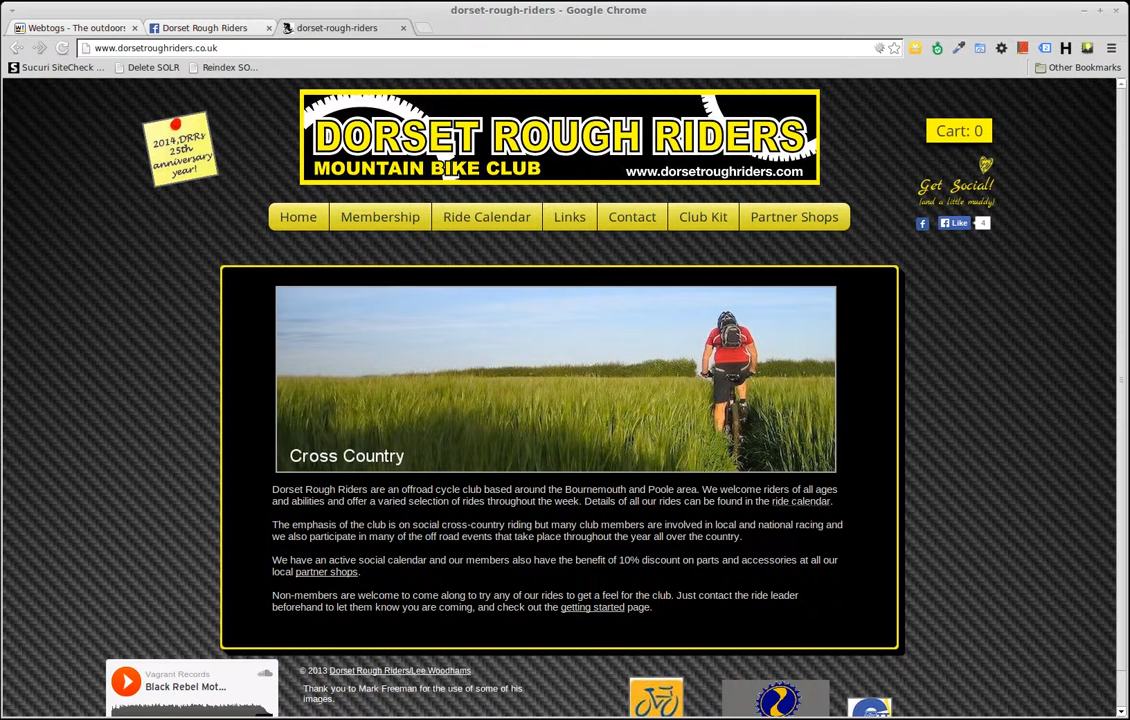 dorset-rough-riders - Google Chrome
Webtogs - The outdoors
Dorset Rough Riders
dorset-rough-riders
www.dorsetroughriders.co.uk
Sucuri SiteCheck ...
Delete SOLR
Reindex SO...
Other Bookmarks
2014,DRRs
25th
anniversary
year!
DORSET ROUGH RIDERS
MOUNTAIN BIKE CLUB
www.dorsetroughriders.com
Cart: 0
Get Social!
(and a little muddy)
Like
4
Home
Membership
Ride Calendar
Links
Contact
Club Kit
Partner Shops
Cross Country
Dorset Rough Riders are an offroad cycle club based around the Bournemouth and Poole area. We welcome riders of all ages
and abilities and offer a varied selection of rides throughout the week. Details of all our rides can be found in the ride calendar.
The emphasis of the club is on social cross-country riding but many club members are involved in local and national racing and
we also participate in many of the off road events that take place throughout the year all over the country.
We have an active social calendar and our members also have the benefit of 10% discount on parts and accessories at all our
local partner shops.
Non-members are welcome to come along to try any of our rides to get a feel for the club. Just contact the ride leader
beforehand to let them know you are coming, and check out the getting started page.
Vagrant Records
Black Rebel Mot...
© 2013 Dorset Rough Riders/Lee Woodhams
Thank you to Mark Freeman for the use of some of his
images.